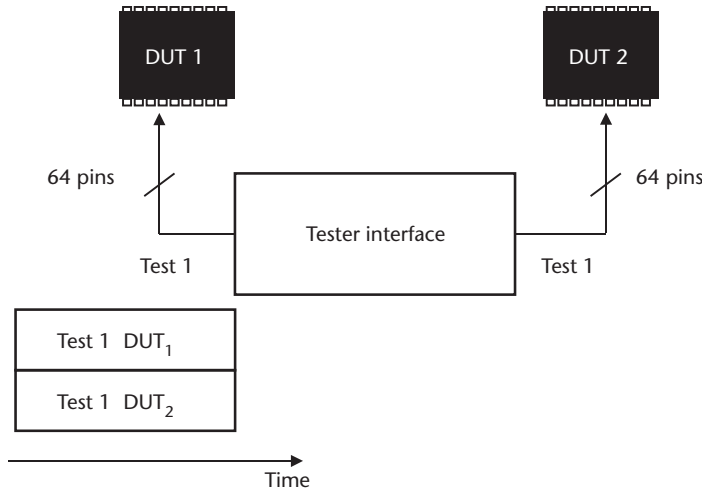 DUT 1
DUT 2
64 pins
64 pins
Tester interface
Test 1
Test 1
Test 1 DUT₁
Test 1 DUT₂
Time